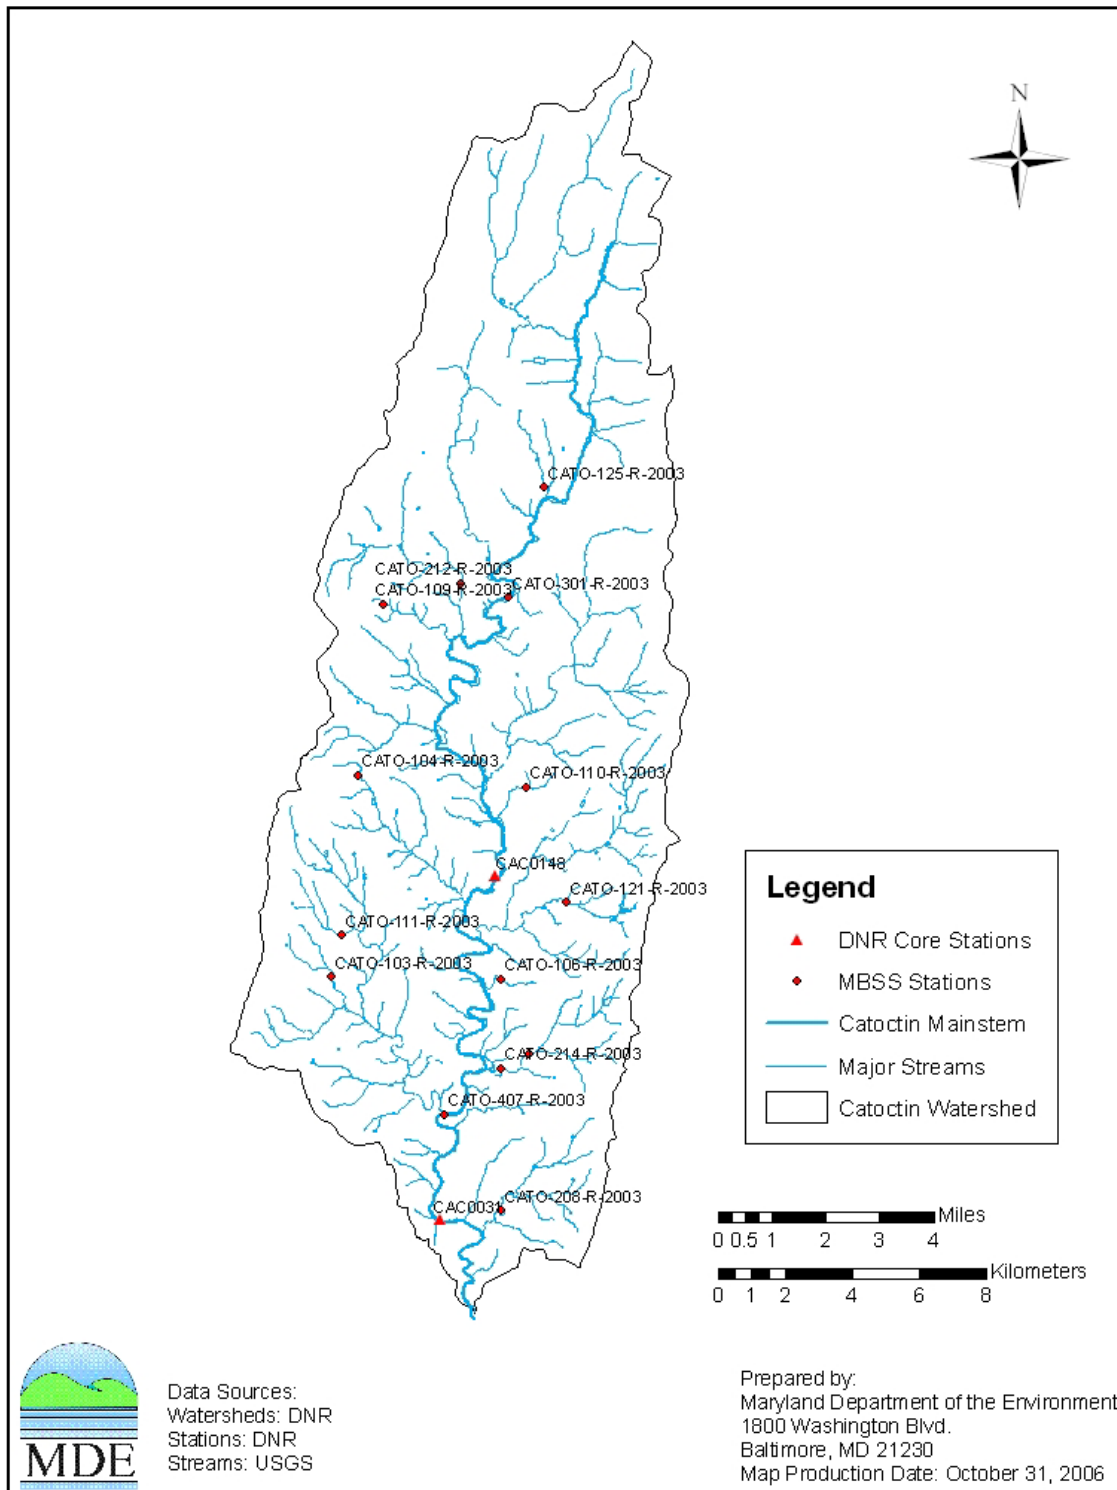 N
CATO-125-R-2003
CATO-212-R-2003
CATO-301-R-2003
CATO-109-R-2003
CATO-104-R-2003
CATO-110-R-2003
CAC0148
CATO-121-R-2003
CATO-111-R-2003
CATO-103-R-2003
CATO-106-R-2003
CATO-214-R-2003
CATO-407-R-2003
CATO-208-R-2003
CAC0031
Legend
DNR Core Stations
MBSS Stations
Catoctin Mainstem
Major Streams
Catoctin Watershed
Miles
0 0.5 1 2 3 4
Kilometers
0 1 2 4 6 8
MDE
Data Sources:
Watersheds: DNR
Stations: DNR
Streams: USGS
Prepared by:
Maryland Department of the Environment
1800 Washington Blvd.
Baltimore, MD 21230
Map Production Date: October 31, 2006